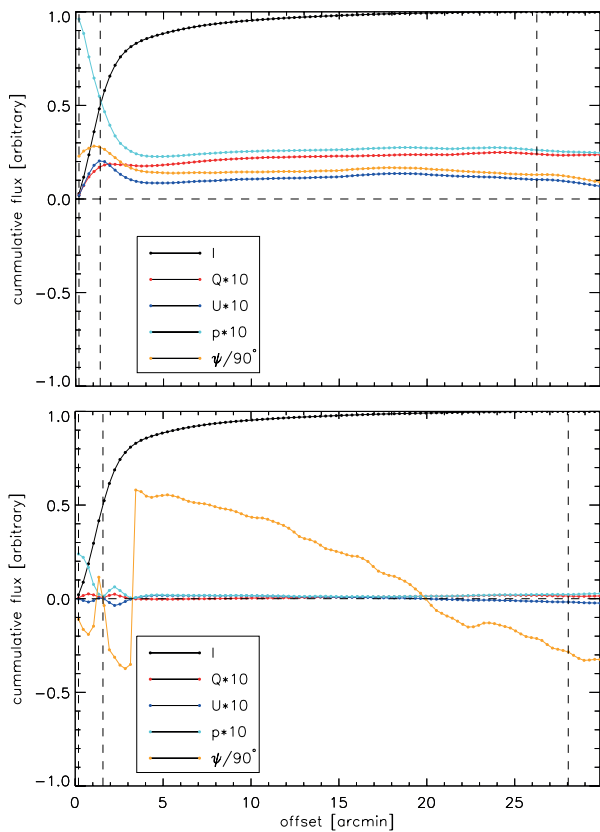 1.0
0.5
0.0
-0.5
-1.0
cummulative flux [arbitrary]
I
Q*10
U*10
p*10
ψ/90°
1.0
0.5
0.0
-0.5
-1.0
cummulative flux [arbitrary]
I
Q*10
U*10
p*10
ψ/90°
0 5 10 15 20 25
offset [arcmin]